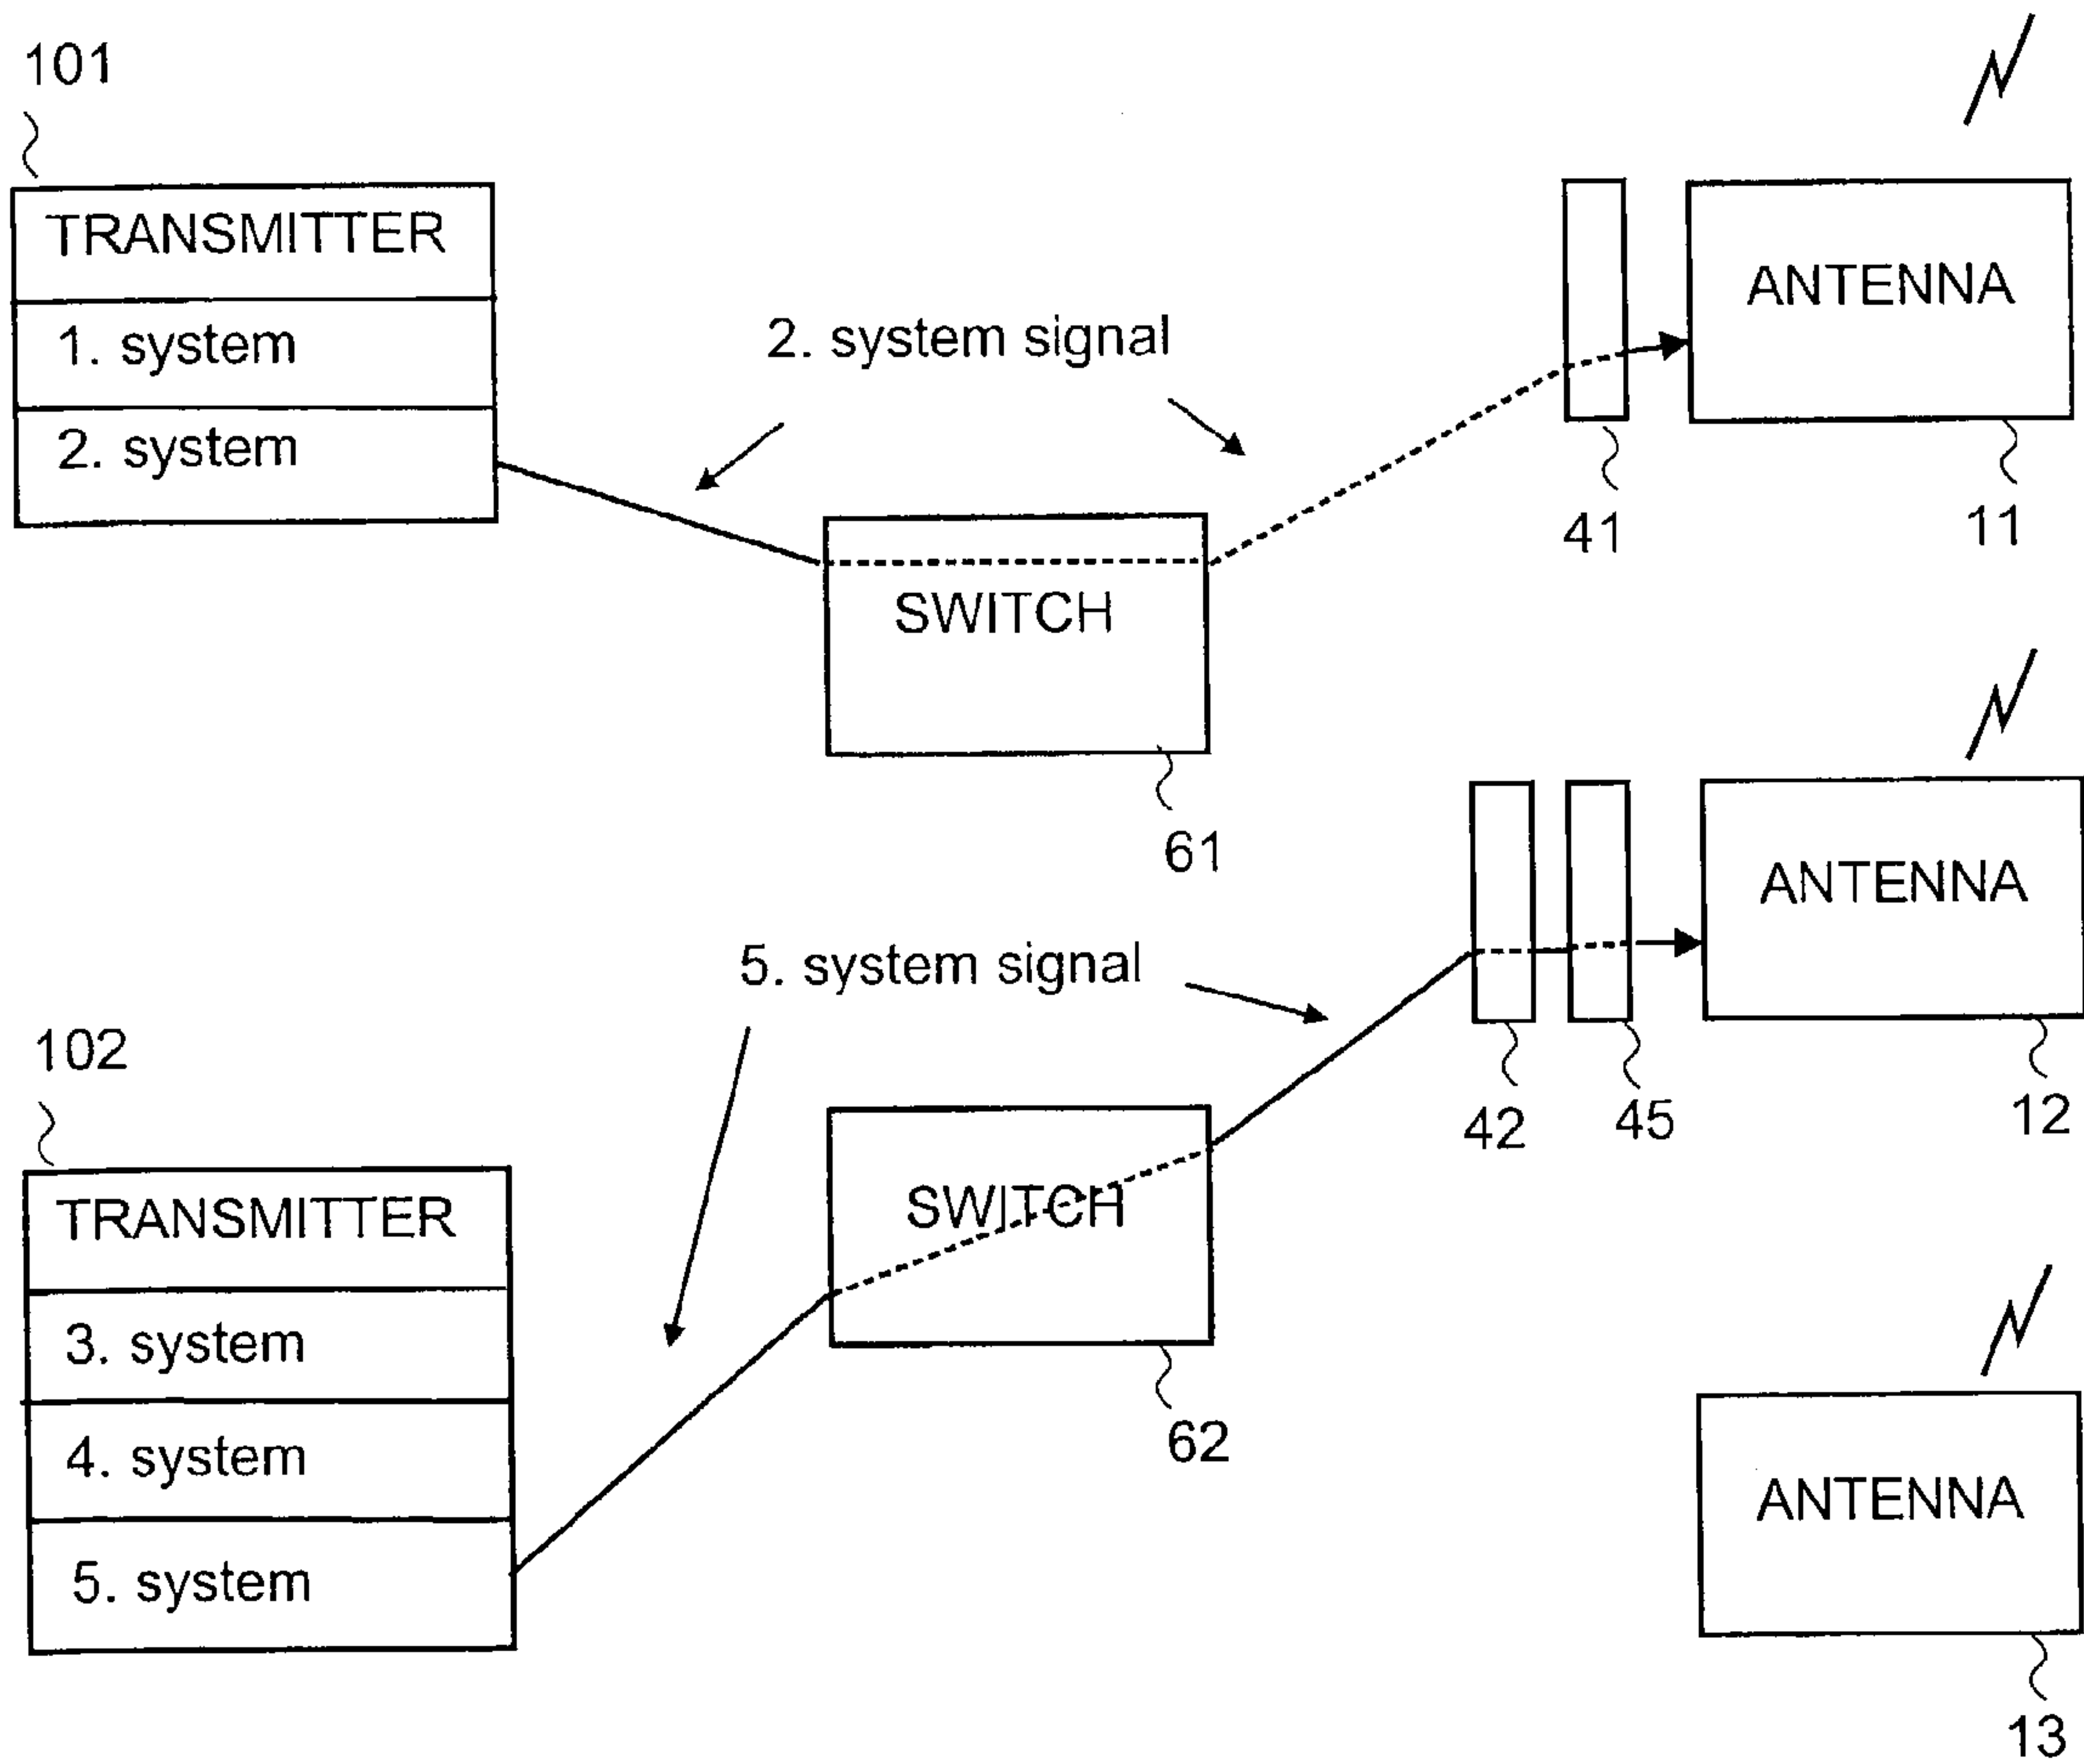 101
TRANSMITTER
1. system
2. system
2. system signal
ANTENNA
41
11
SWITCH
61
ANTENNA
5. system signal
42
45
12
102
TRANSMITTER
3. system
4. system
5. system
SWITCH
62
ANTENNA
13